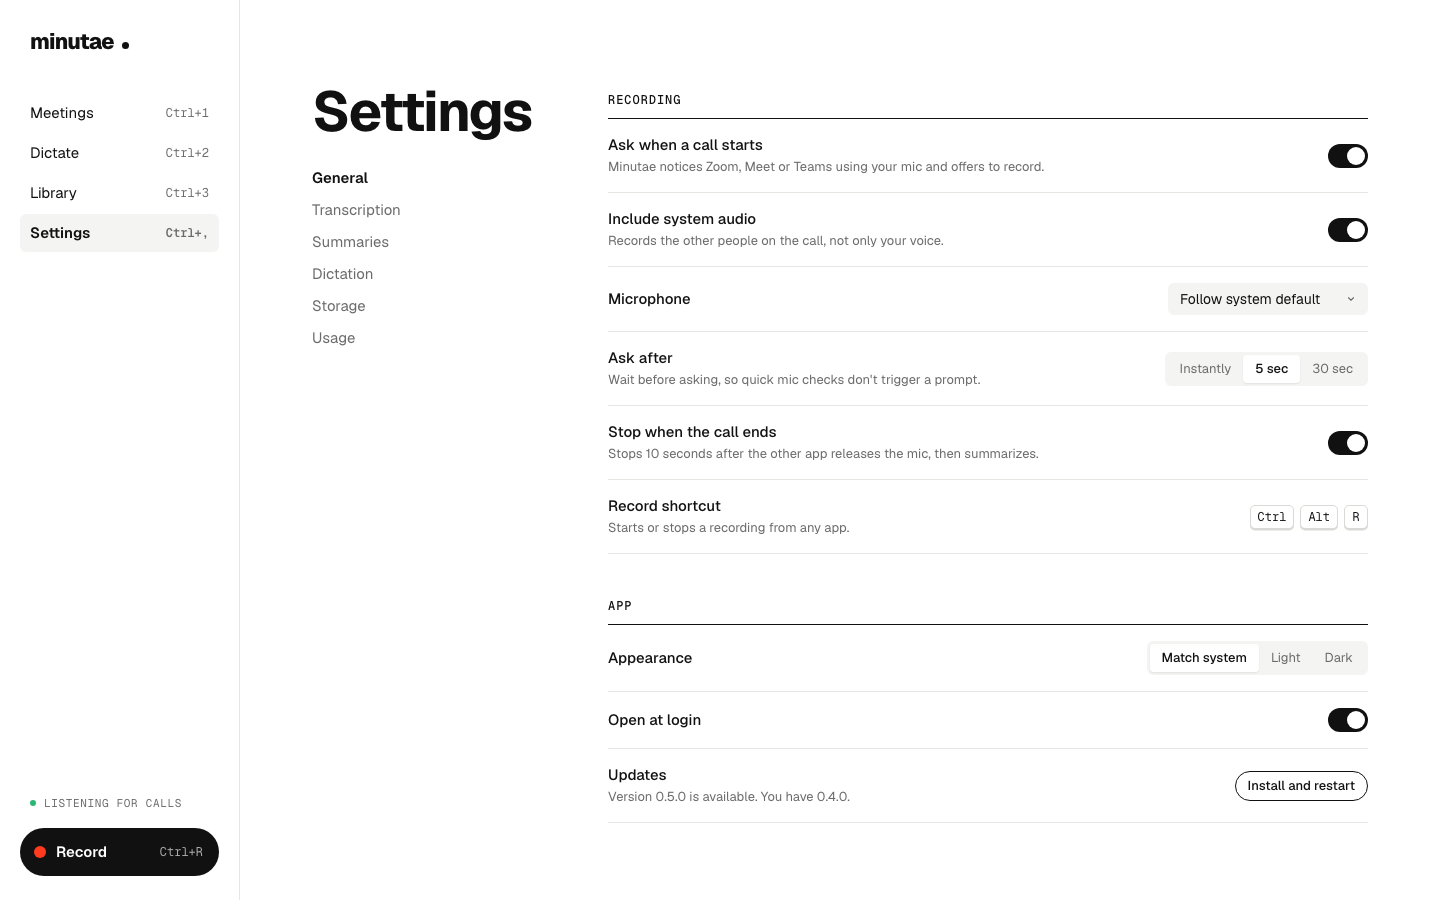 minutae
Meetings Ctrl+1
Dictate Ctrl+2
Library Ctrl+3
Settings Ctrl+,
LISTENING FOR CALLS
Record Ctrl+R
Settings
General
Transcription
Summaries
Dictation
Storage
Usage
RECORDING
Ask when a call starts
Minutae notices Zoom, Meet or Teams using your mic and offers to record.
Include system audio
Records the other people on the call, not only your voice.
Microphone Follow system default
Ask after
Wait before asking, so quick mic checks don't trigger a prompt.
Instantly 5 sec 30 sec
Stop when the call ends
Stops 10 seconds after the other app releases the mic, then summarizes.
Record shortcut
Starts or stops a recording from any app.
Ctrl Alt R
APP
Appearance Match system Light Dark
Open at login
Updates
Version 0.5.0 is available. You have 0.4.0.
Install and restart